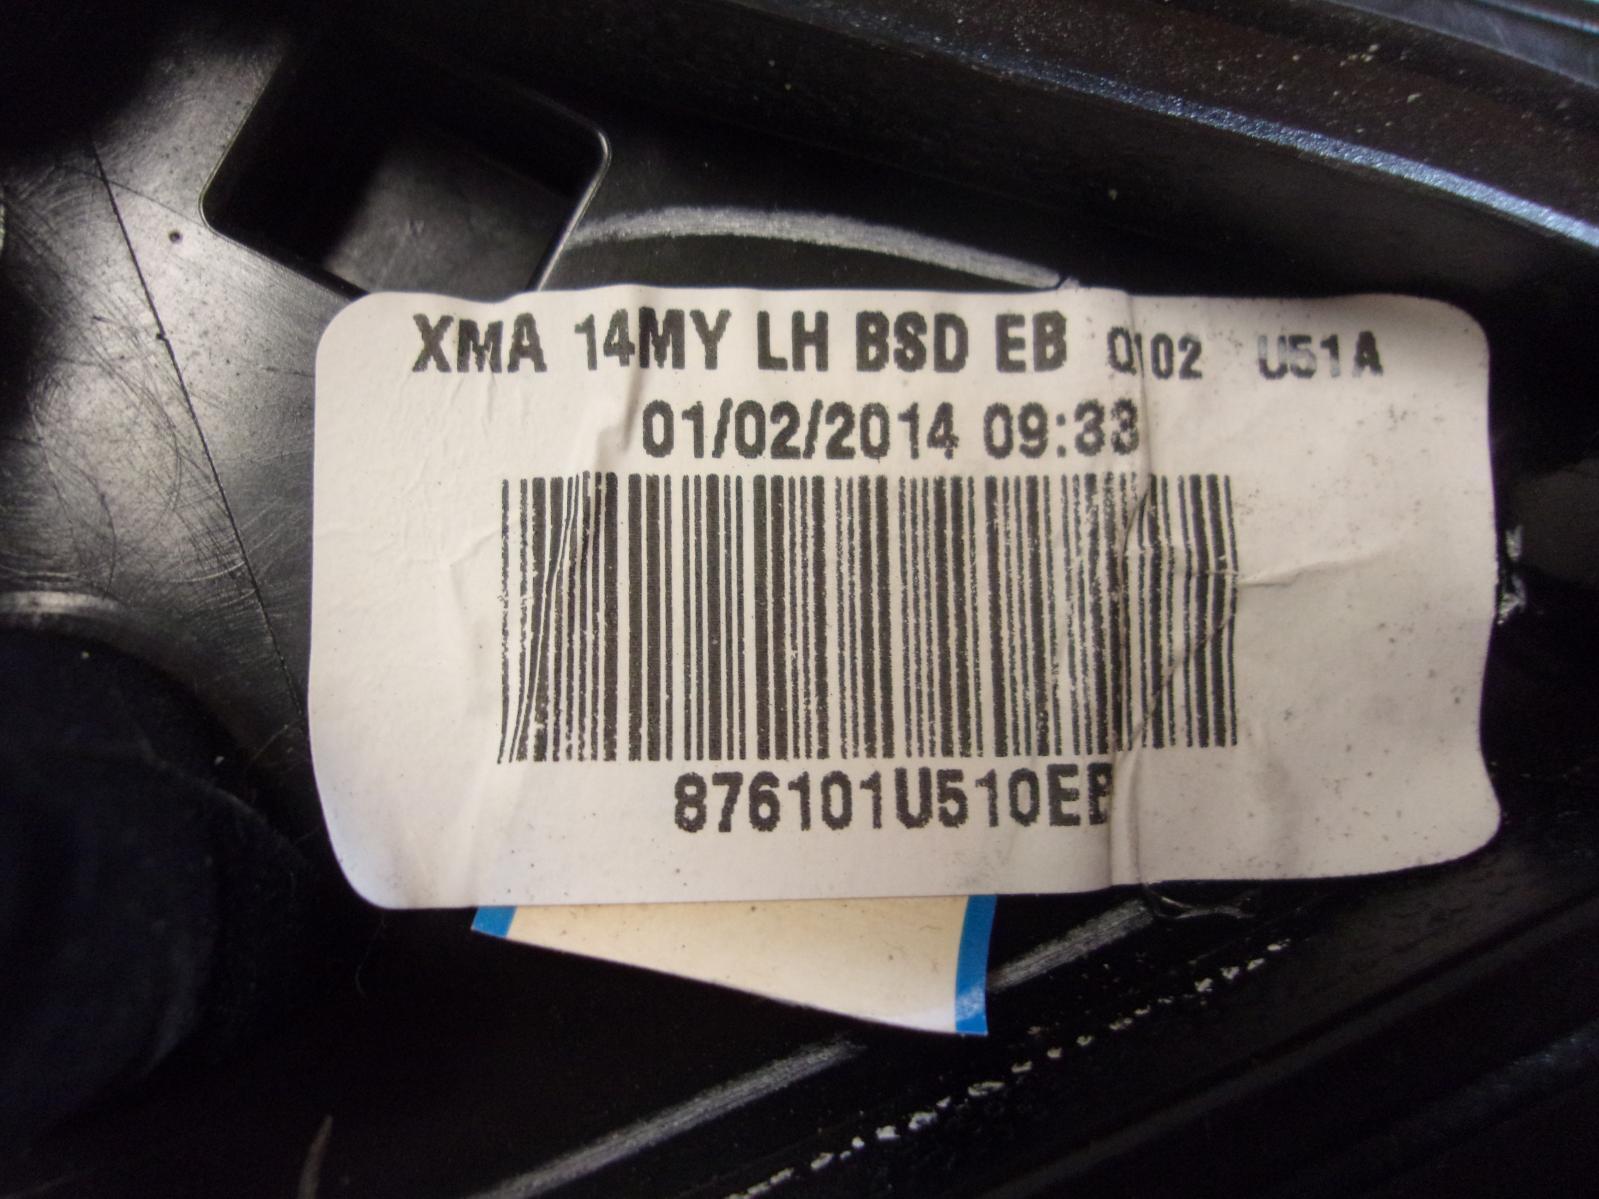 XMA 14MY LH BSD EB Q102 U51A
01/02/2014 09:33
876101U510EB